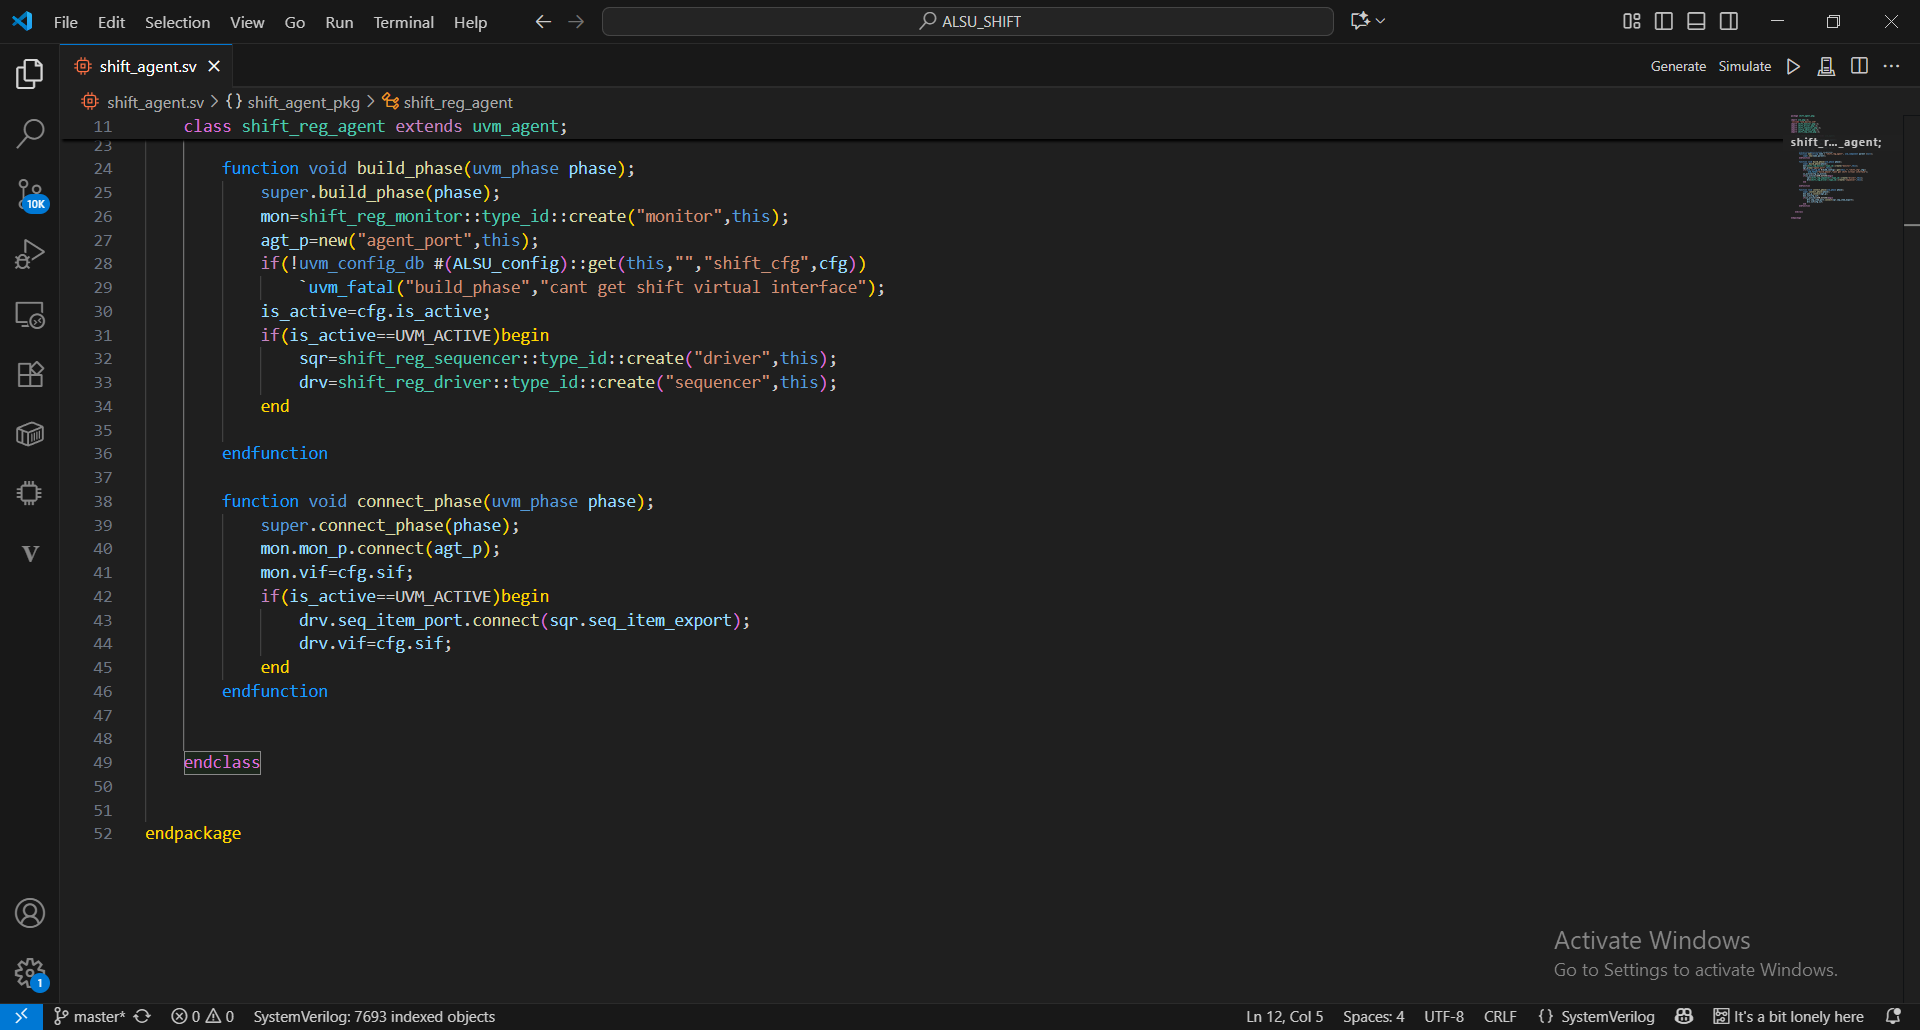 File Edit Selection View Go Run Terminal Help
ALSU_SHIFT
shift_agent.sv
Generate Simulate
shift_agent.sv > {} shift_agent_pkg > shift_reg_agent
11 class shift_reg_agent extends uvm_agent;
23
24 function void build_phase(uvm_phase phase);
25 super.build_phase(phase);
26 mon=shift_reg_monitor::type_id::create("monitor",this);
27 agt_p=new("agent_port",this);
28 if(!uvm_config_db #(ALSU_config)::get(this,"","shift_cfg",cfg))
29 `uvm_fatal("build_phase","cant get shift virtual interface");
30 is_active=cfg.is_active;
31 if(is_active==UVM_ACTIVE)begin
32 sqr=shift_reg_sequencer::type_id::create("driver",this);
33 drv=shift_reg_driver::type_id::create("sequencer",this);
34 end
35
36 endfunction
37
38 function void connect_phase(uvm_phase phase);
39 super.connect_phase(phase);
40 mon.mon_p.connect(agt_p);
41 mon.vif=cfg.sif;
42 if(is_active==UVM_ACTIVE)begin
43 drv.seq_item_port.connect(sqr.seq_item_export);
44 drv.vif=cfg.sif;
45 end
46 endfunction
47
48
49 endclass
50
51
52 endpackage
shift_r..._agent;
10K
V
1
Activate Windows
Go to Settings to activate Windows.
master* 0 0 SystemVerilog: 7693 indexed objects Ln 12, Col 5 Spaces: 4 UTF-8 CRLF {} SystemVerilog It's a bit lonely here